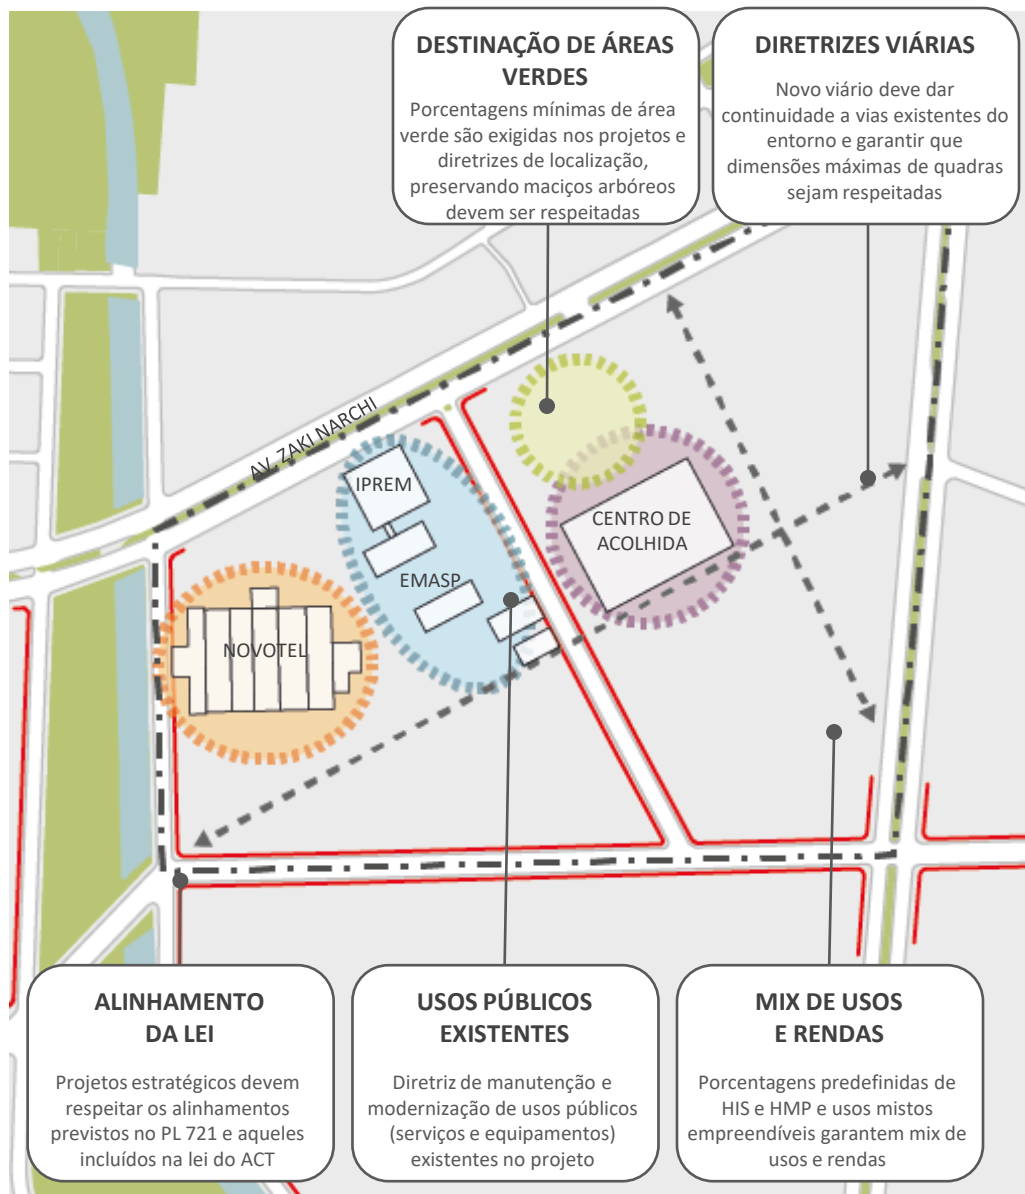 DESTINAÇÃO DE ÁREAS
VERDES
Porcentagens mínimas de área
verde são exigidas nos projetos e
diretrizes de localização,
preservando maciços arbóreos
devem ser respeitadas
DIRETRIZES VIÁRIAS
Novo viário deve dar
continuidade a vias existentes do
entorno e garantir que
dimensões máximas de quadras
sejam respeitadas
AV. ZAKI NARCHI
IPREM
EMASP
CENTRO DE
ACOLHIDA
NOVOTEL
ALINHAMENTO
DA LEI
Projetos estratégicos devem
respeitar os alinhamentos
previstos no PL 721 e aqueles
incluídos na lei do ACT
USOS PÚBLICOS
EXISTENTES
Diretriz de manutenção e
modernização de usos públicos
(serviços e equipamentos)
existentes no projeto
MIX DE USOS
E RENDAS
Porcentagens predefinidas de
HIS e HMP e usos mistos
empreendíveis garantem mix de
usos e rendas